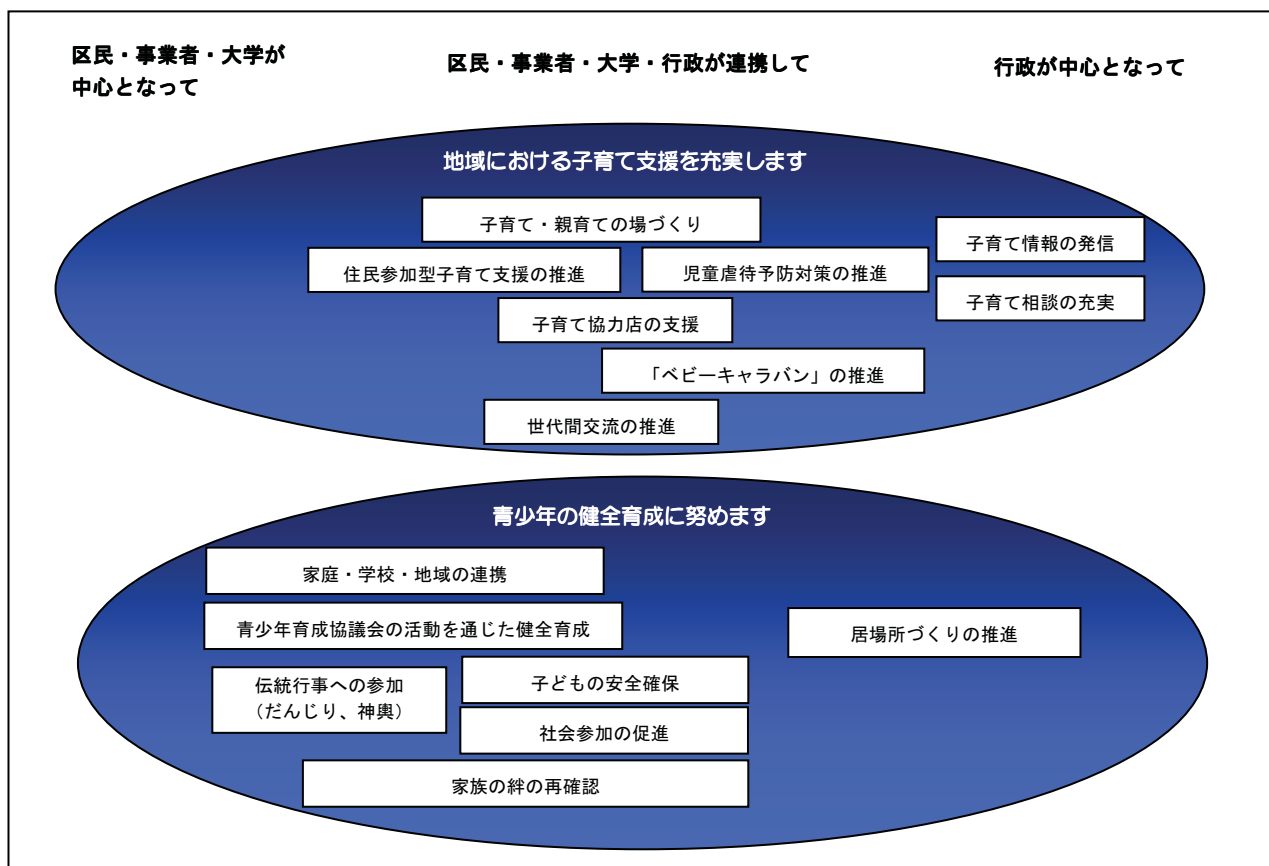 区民・事業者・大学が
中心となって
区民・事業者・大学・行政が連携して
行政が中心となって
地域における子育て支援を充実します
子育て・親育ての場づくり
子育て情報の発信
住民参加型子育て支援の推進
児童虐待予防対策の推進
子育て相談の充実
子育て協力店の支援
「ベビーキャラバン」の推進
世代間交流の推進
青少年の健全育成に努めます
家庭・学校・地域の連携
青少年育成協議会の活動を通じた健全育成
居場所づくりの推進
伝統行事への参加
（だんじり、神輿）
子どもの安全確保
社会参加の促進
家族の絆の再確認